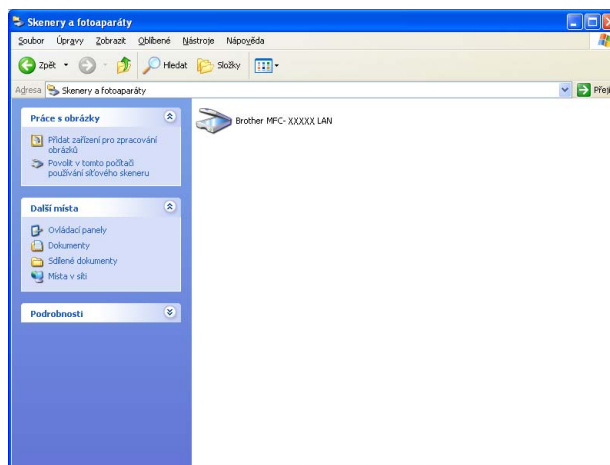 Skenery a fotoaparáty
Soubor Úpravy Zobrazit Oblíbené Nástroje Nápověda
Zpět Hledat Složky
Adresa Skenery a fotoaparáty Přejí
Práce s obrázky
Přidat zařízení pro zpracování
obrázků
Povolit v tomto počítači
používání síťového skeneru
Další místa
Ovládací panely
Dokumenty
Sdílené dokumenty
Místa v síti
Podrobnosti
Brother MFC- XXXXX LAN